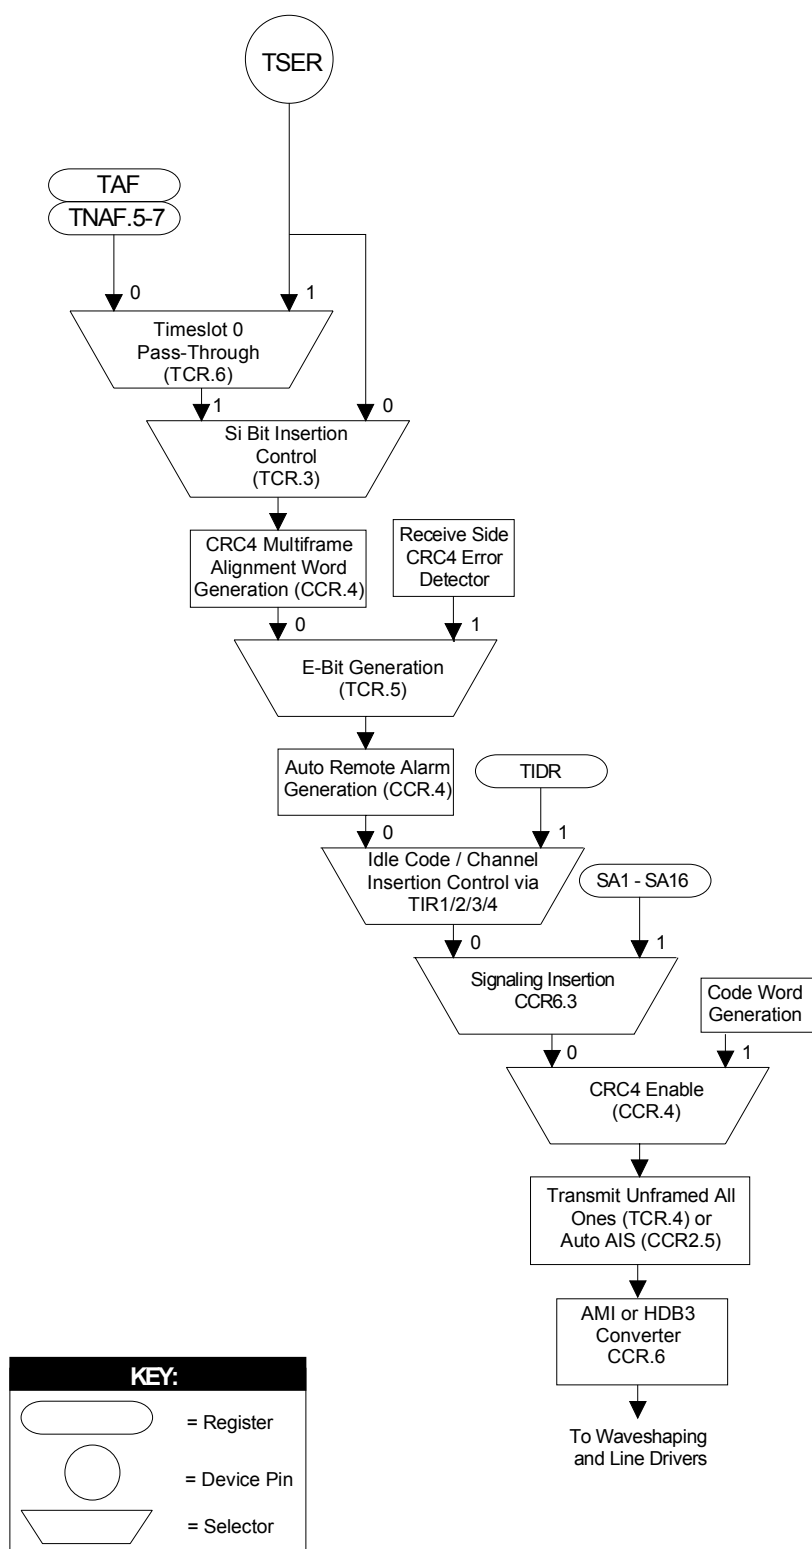 TSER
TAF
TNAF.5-7
0
1
Timeslot 0
Pass-Through
(TCR.6)
1
0
Si Bit Insertion
Control
(TCR.3)
CRC4 Multiframe
Alignment Word
Generation (CCR.4)
Receive Side
CRC4 Error
Detector
0
1
E-Bit Generation
(TCR.5)
Auto Remote Alarm
Generation (CCR.4)
TIDR
0
1
Idle Code / Channel
Insertion Control via
TIR1/2/3/4
SA1 - SA16
0
1
Signaling Insertion
CCR6.3
Code Word
Generation
0
1
CRC4 Enable
(CCR.4)
Transmit Unframed All
Ones (TCR.4) or
Auto AIS (CCR2.5)
AMI or HDB3
Converter
CCR.6
To Waveshaping
and Line Drivers
KEY:
= Register
= Device Pin
= Selector